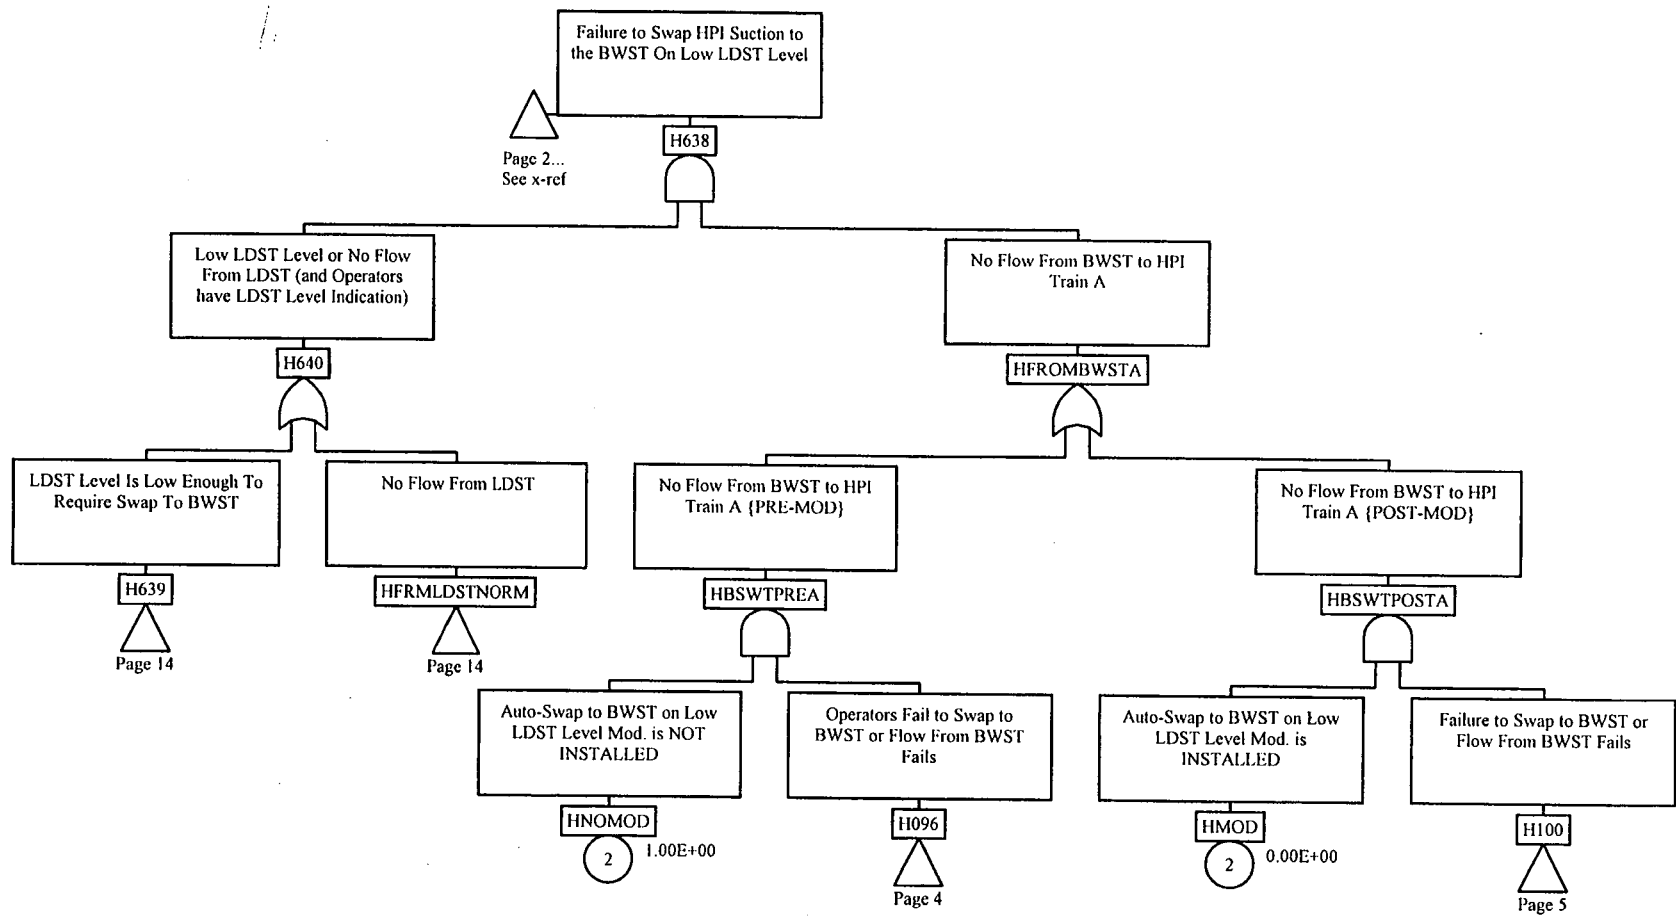 Failure to Swap HPI Suction to
the BWST On Low LDST Level
Page 2...
See x-ref
H638
Low LDST Level or No Flow
From LDST (and Operators
have LDST Level Indication)
H640
No Flow From BWST to HPI
Train A
HFROMBWSTA
LDST Level Is Low Enough To
Require Swap To BWST
H639
Page 14
No Flow From LDST
HFRMLDSTNORM
Page 14
No Flow From BWST to HPI
Train A {PRE-MOD}
HBSWTPREA
No Flow From BWST to HPI
Train A {POST-MOD}
HBSWTPOSTA
Auto-Swap to BWST on Low
LDST Level Mod. is NOT
INSTALLED
HNOMOD
2
1.00E+00
Operators Fail to Swap to
BWST or Flow From BWST
Fails
H096
Page 4
Auto-Swap to BWST on Low
LDST Level Mod. is
INSTALLED
HMOD
2
0.00E+00
Failure to Swap to BWST or
Flow From BWST Fails
H100
Page 5